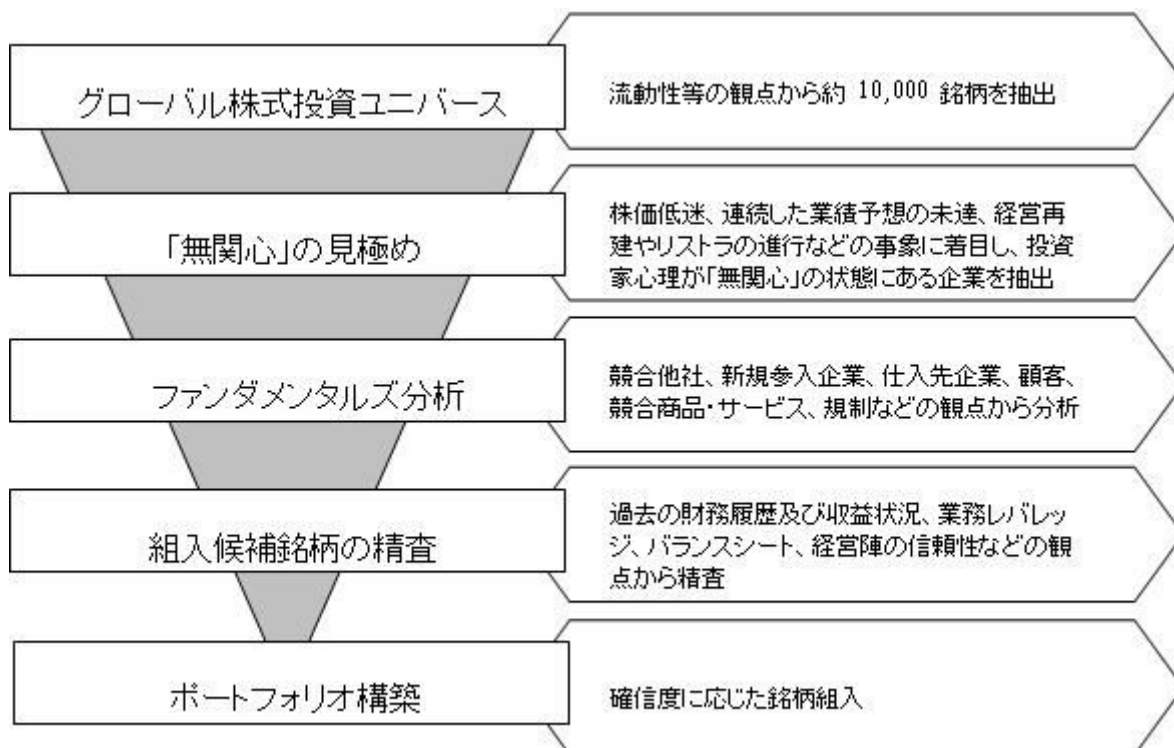 グローバル株式投資ユニバース
流動性等の観点から約 10,000 銘柄を抽出
「無関心」の見極め
株価低迷、連続した業績予想の未達、経営再
建やリストラの進行などの事象に着目し、投資
家心理が「無関心」の状態にある企業を抽出
ファンダメンタルズ分析
競合他社、新規参入企業、仕入先企業、顧客、
競合商品・サービス、規制などの観点から分析
組入候補銘柄の精査
過去の財務履歴及び収益状況、業務レバレッ
ジ、バランスシート、経営陣の信頼性などの観
点から精査
ポートフォリオ構築
確信度に応じた銘柄組入